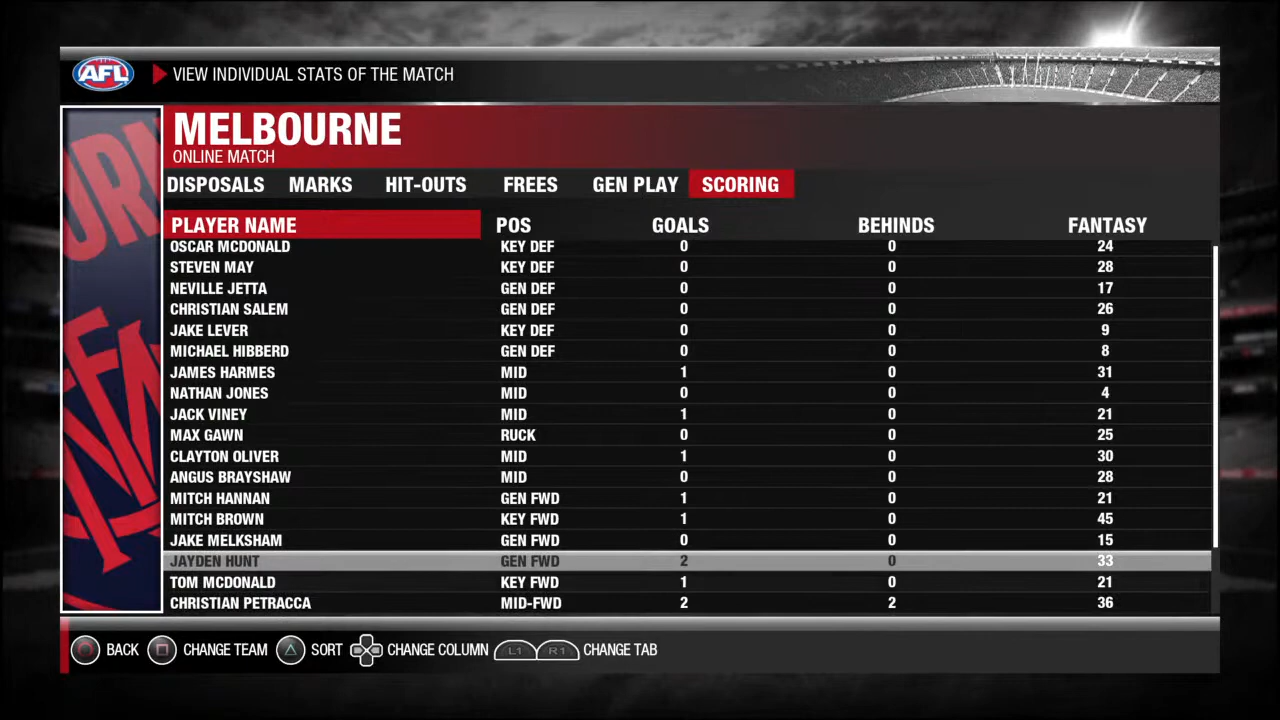 AFL VIEW INDIVIDUAL STATS OF THE MATCH
MELBOURNE
ONLINE MATCH
DISPOSALS MARKS HIT-OUTS FREES GEN PLAY SCORING
PLAYER NAME POS GOALS BEHINDS FANTASY
OSCAR MCDONALD KEY DEF 0 0 24
STEVEN MAY KEY DEF 0 0 28
NEVILLE JETTA GEN DEF 0 0 17
CHRISTIAN SALEM GEN DEF 0 0 26
JAKE LEVER KEY DEF 0 0 9
MICHAEL HIBBERD GEN DEF 0 0 8
JAMES HARMES MID 1 0 31
NATHAN JONES MID 0 0 4
JACK VINEY MID 1 0 21
MAX GAWN RUCK 0 0 25
CLAYTON OLIVER MID 1 0 30
ANGUS BRAYSHAW MID 0 0 28
MITCH HANNAN GEN FWD 1 0 21
MITCH BROWN KEY FWD 1 0 45
JAKE MELKSHAM GEN FWD 0 0 15
JAYDEN HUNT GEN FWD 2 0 33
TOM MCDONALD KEY FWD 1 0 21
CHRISTIAN PETRACCA MID-FWD 2 2 36
BACK CHANGE TEAM SORT CHANGE COLUMN L1 R1 CHANGE TAB